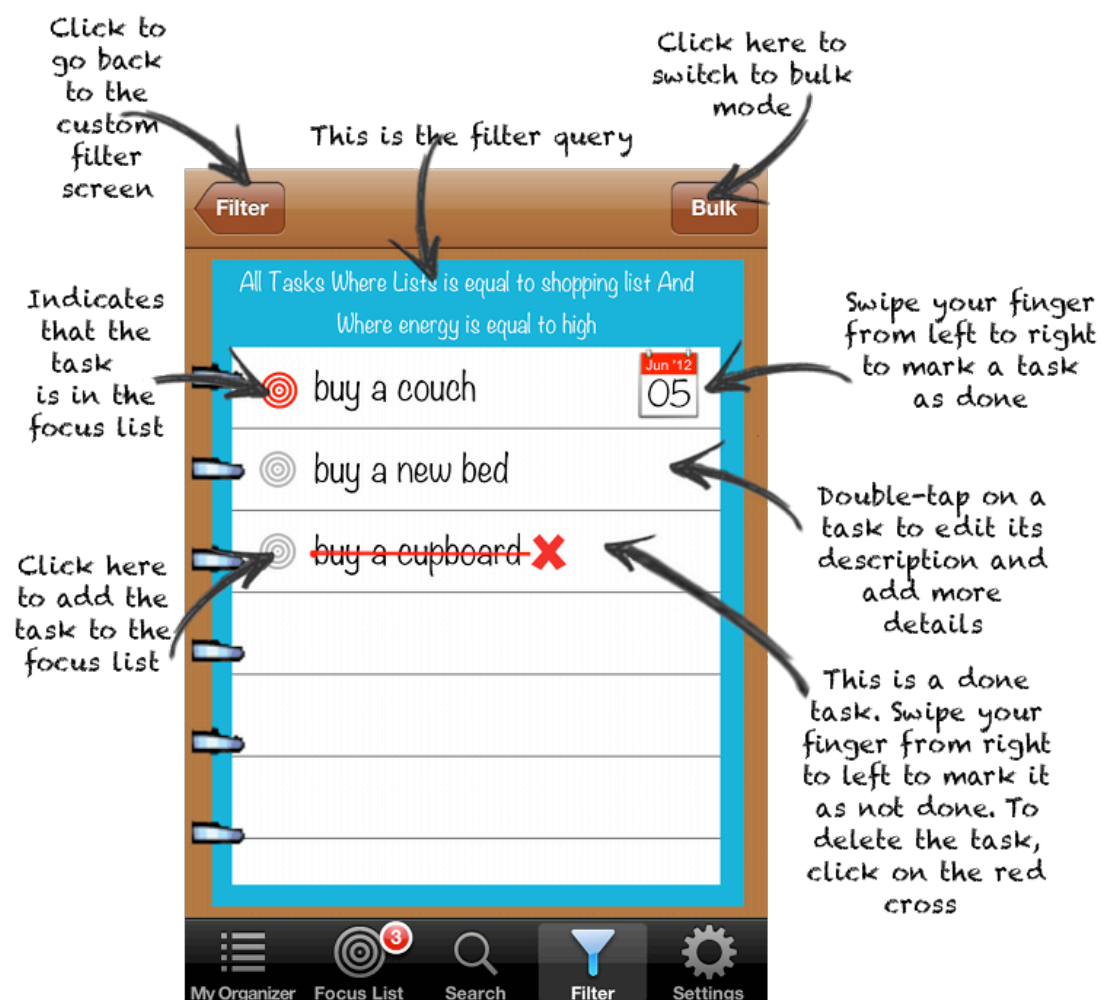 Click to
go back
to the
custom
filter
screen
This is the filter query
Click here to
switch to bulk
mode
Filter
Bulk
All Tasks Where Lists is equal to shopping list And
Where energy is equal to high
Indicates
that the
task
is in the
focus list
buy a couch
Jun '12
05
Swipe your finger
from left to right
to mark a task
as done
buy a new bed
Double-tap on a
task to edit its
description and
add more
details
Click here
to add the
task to the
focus list
buy a cupboard
This is a done
task. Swipe your
finger from right
to left to mark it
as not done. To
delete the task,
click on the red
cross
3
My Organizer
Focus List
Search
Filter
Settings